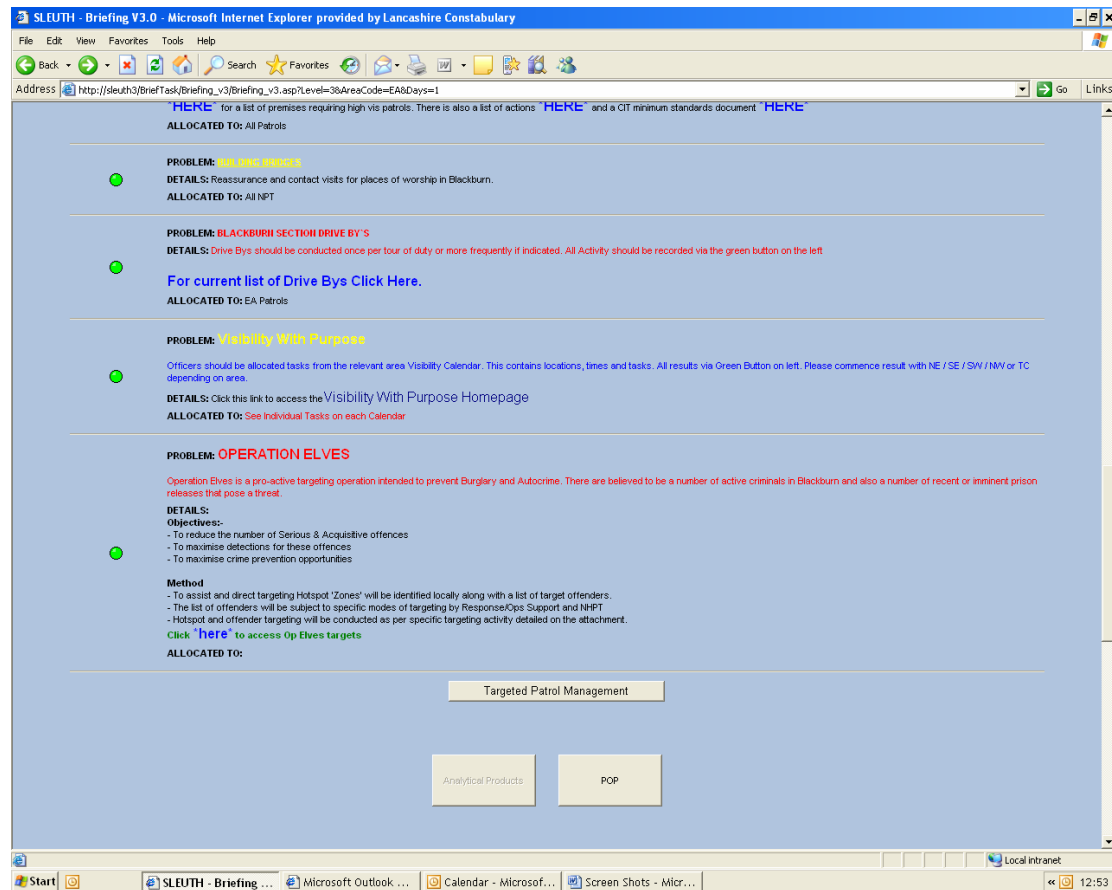 SLEUTH - Briefing V3.0 - Microsoft Internet Explorer provided by Lancashire Constabulary
File Edit View Favorites Tools Help
Back Search Favorites
Address http://sleuth3/BriefTask/Briefing_v3/Briefing_v3.asp?Level=3&AreaCode=EA&Days=1 Go Links
*HERE* for a list of premises requiring high vis patrols. There is also a list of actions *HERE* and a CIT minimum standards document *HERE*
ALLOCATED TO: All Patrols
PROBLEM: BUILDING BRIDGES
DETAILS: Reassurance and contact visits for places of worship in Blackburn.
ALLOCATED TO: All NPT
PROBLEM: BLACKBURN SECTION DRIVE BY'S
DETAILS: Drive Bys should be conducted once per tour of duty or more frequently if indicated. All Activity should be recorded via the green button on the left
For current list of Drive Bys Click Here.
ALLOCATED TO: EA Patrols
PROBLEM: Visibility With Purpose
Officers should be allocated tasks from the relevant area Visibility Calendar. This contains locations, times and tasks. All results via Green Button on left. Please commence result with NE / SE / SW / NW or TC
depending on area.
DETAILS: Click this link to access the Visibility With Purpose Homepage
ALLOCATED TO: See Individual Tasks on each Calendar
PROBLEM: OPERATION ELVES
Operation Elves is a pro-active targeting operation intended to prevent Burglary and Autocrime. There are believed to be a number of active criminals in Blackburn and also a number of recent or imminent prison
releases that pose a threat.
DETAILS:
Objectives:-
- To reduce the number of Serious & Acquisitive offences
- To maximise detections for these offences
- To maximise crime prevention opportunities
Method
- To assist and direct targeting Hotspot 'Zones' will be identified locally along with a list of target offenders.
- The list of offenders will be subject to specific modes of targeting by Response/Ops Support and NHPT
- Hotspot and offender targeting will be conducted as per specific targeting activity detailed on the attachment.
Click *here* to access Op Elves targets
ALLOCATED TO:
Targeted Patrol Management
Analytical Products POP
Local intranet
Start SLEUTH - Briefing ... Microsoft Outlook ... Calendar - Microsof... Screen Shots - Micr... « 12:53